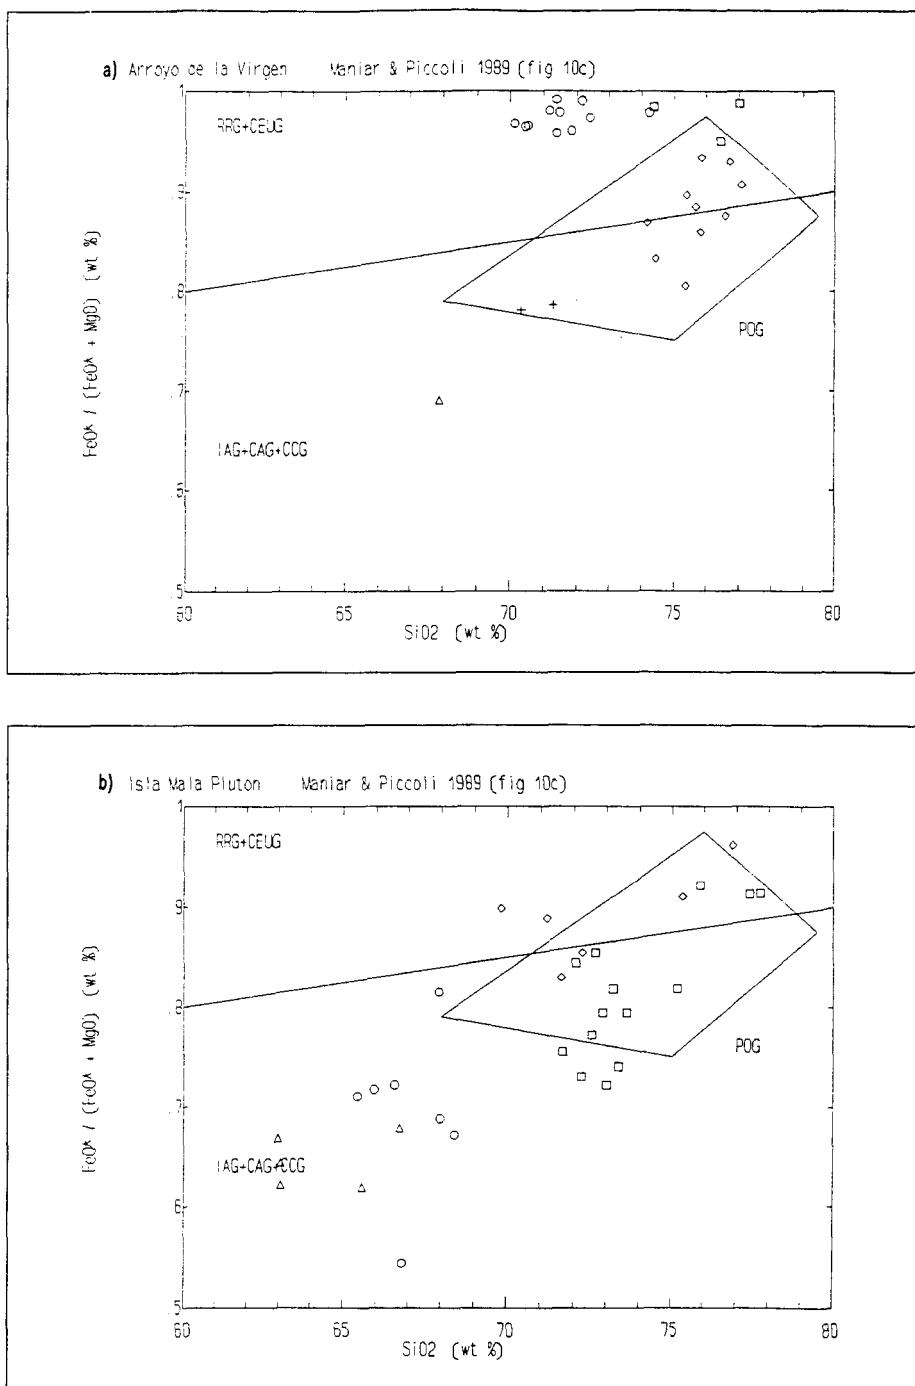 a) Arroyo de la Virgen Maniar & Piccoli 1989 (fig 10c)
1
RRG+CEUG
.9
FeO* / (FeO* + MgO) (wt %)
.8
POG
.7
IAG+CAG+CCG
.6
.5
60 65 70 75 80
SiO2 (wt %)
b) Isla Mala Pluton Maniar & Piccoli 1989 (fig 10c)
1
RRG+CEUG
.9
FeO* / (FeO* + MgO) (wt %)
.8
POG
.7
IAG+CAG+CCG
.6
.5
60 65 70 75 80
SiO2 (wt %)